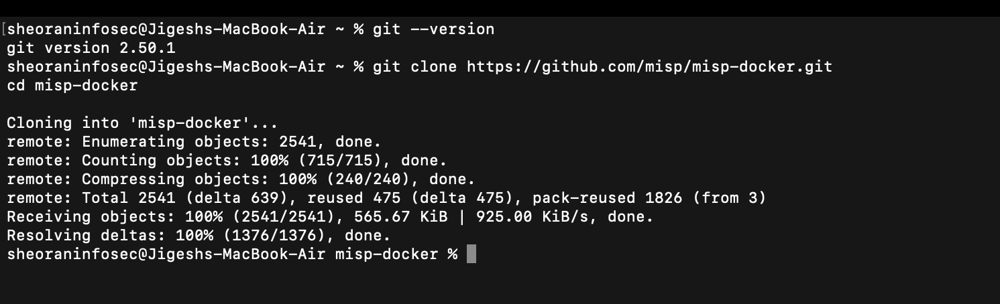 [sheoraninfosec@Jigeshs-MacBook-Air ~ % git --version
git version 2.50.1
sheoraninfosec@Jigeshs-MacBook-Air ~ % git clone https://github.com/misp/misp-docker.git
cd misp-docker
Cloning into 'misp-docker'...
remote: Enumerating objects: 2541, done.
remote: Counting objects: 100% (715/715), done.
remote: Compressing objects: 100% (240/240), done.
remote: Total 2541 (delta 639), reused 475 (delta 475), pack-reused 1826 (from 3)
Receiving objects: 100% (2541/2541), 565.67 KiB | 925.00 KiB/s, done.
Resolving deltas: 100% (1376/1376), done.
sheoraninfosec@Jigeshs-MacBook-Air misp-docker %